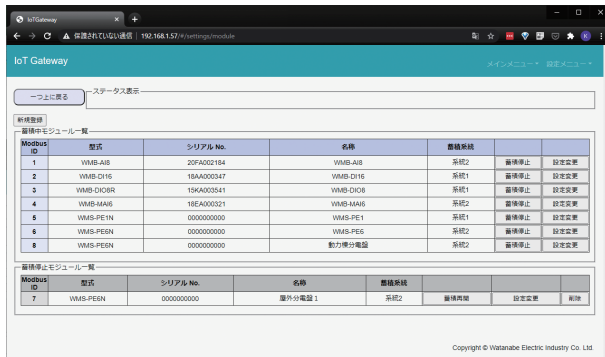 IoTGateway
保護されていない通信 192.168.1.57/#/settings/module
IoT Gateway
メインメニュー 設定メニュー
一つ上に戻る ステータス表示
新規登録
蓄積中モジュール一覧
Modbus ID 型式 シリアル No. 名称 蓄積系統
1 WMB-AI8 20FA002184 WMB-AI8 系統2 蓄積停止 設定変更
2 WMB-DI16 18AA000347 WMB-DI16 系統1 蓄積停止 設定変更
3 WMB-DIO8R 15KA003541 WMB-DIO8 系統2 蓄積停止 設定変更
4 WMB-MAI6 18EA000321 WMB-MAI6 系統1 蓄積停止 設定変更
5 WMS-PE1N 0000000000 WMS-PE1 系統2 蓄積停止 設定変更
6 WMS-PE6N 0000000000 WMS-PE6 系統2 蓄積停止 設定変更
8 WMS-PE6N 0000000000 動力棟分電盤 系統2 蓄積停止 設定変更
蓄積停止モジュール一覧
Modbus ID 型式 シリアル No. 名称 蓄積系統
7 WMS-PE6N 0000000000 屋外分電盤 1 系統2 蓄積再開 設定変更 削除
Copyright © Watanabe Electric Industry Co. Ltd.